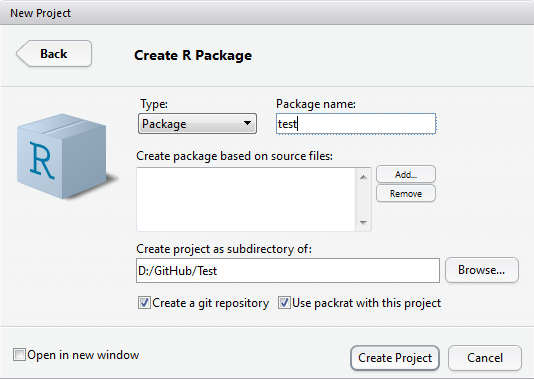 New Project
Back
Create R Package
Type:
Package name:
Package
test
Create package based on source files:
Add...
Remove
R
Create project as subdirectory of:
D:/GitHub/Test
Browse...
Create a git repository
Use packrat with this project
Open in new window
Create Project
Cancel